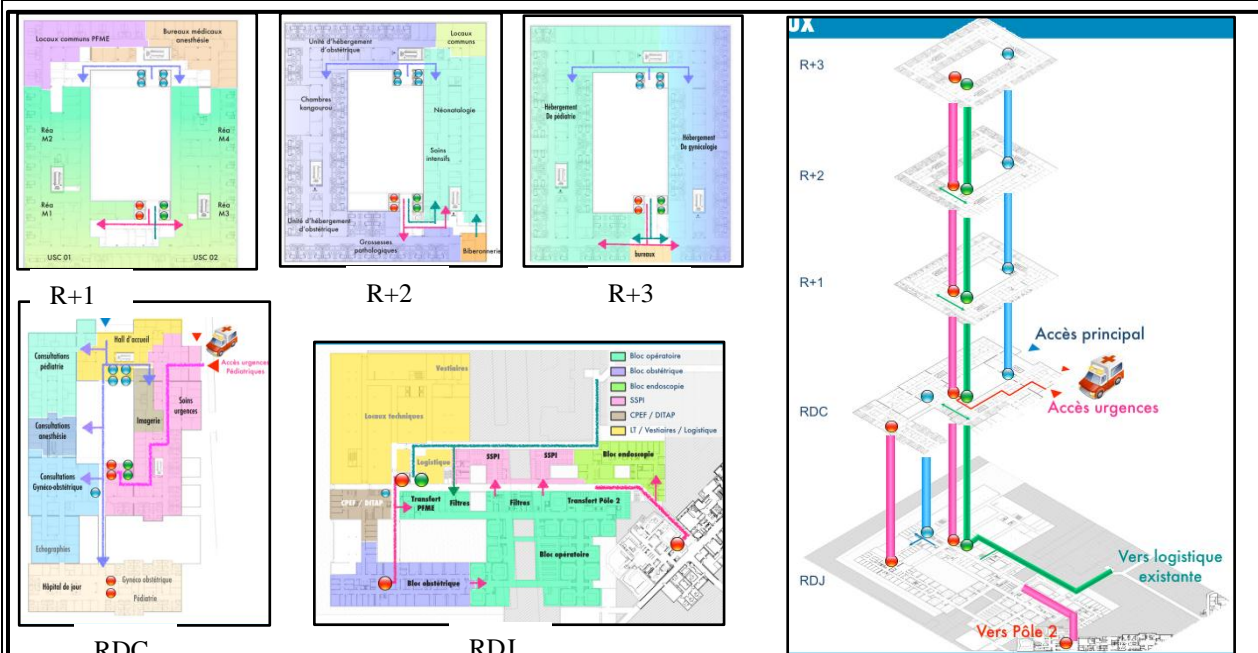 Locaux communs PFME
Bureaux médicaux
anesthésie
Réa
M2
Réa
M4
Réa
M1
Réa
M3
USC 01
USC 02
R+1
Unité d'hébergement
d'obstétrique
Locaux
communs
Chambres
kangourou
Néonatalogie
Soins
intensifs
Unité d'hébergement
d'obstétrique
Grossesses
pathologiques
Biberonnerie
R+2
Hébergement
De pédiatrie
Hébergement
De gynécologie
bureaux
R+3
Hall d'accueil
Consultations
pédiatrie
Accès urgences
Pédiatriques
Imagerie
Soins
urgences
Consultations
anesthésie
Consultations
Gynéco-obstétrique
Echographies
Hôpital de jour
Gynéco obstétrique
Pédiatrie
RDC
Vestiaires
Bloc opératoire
Bloc obstétrique
Bloc endoscopie
SSPI
CPEF / DITAP
LT / Vestiaires / Logistique
Locaux techniques
Logistique
SSPI
SSPI
Bloc endoscopie
CPEF / DITAP
Transfert
PFME
Filtres
Filtres
Transfert Pôle 2
Bloc opératoire
Bloc obstétrique
RDJ
UX
R+3
R+2
R+1
Accès principal
RDC
Accès urgences
Vers logistique
existante
RDJ
Vers Pôle 2